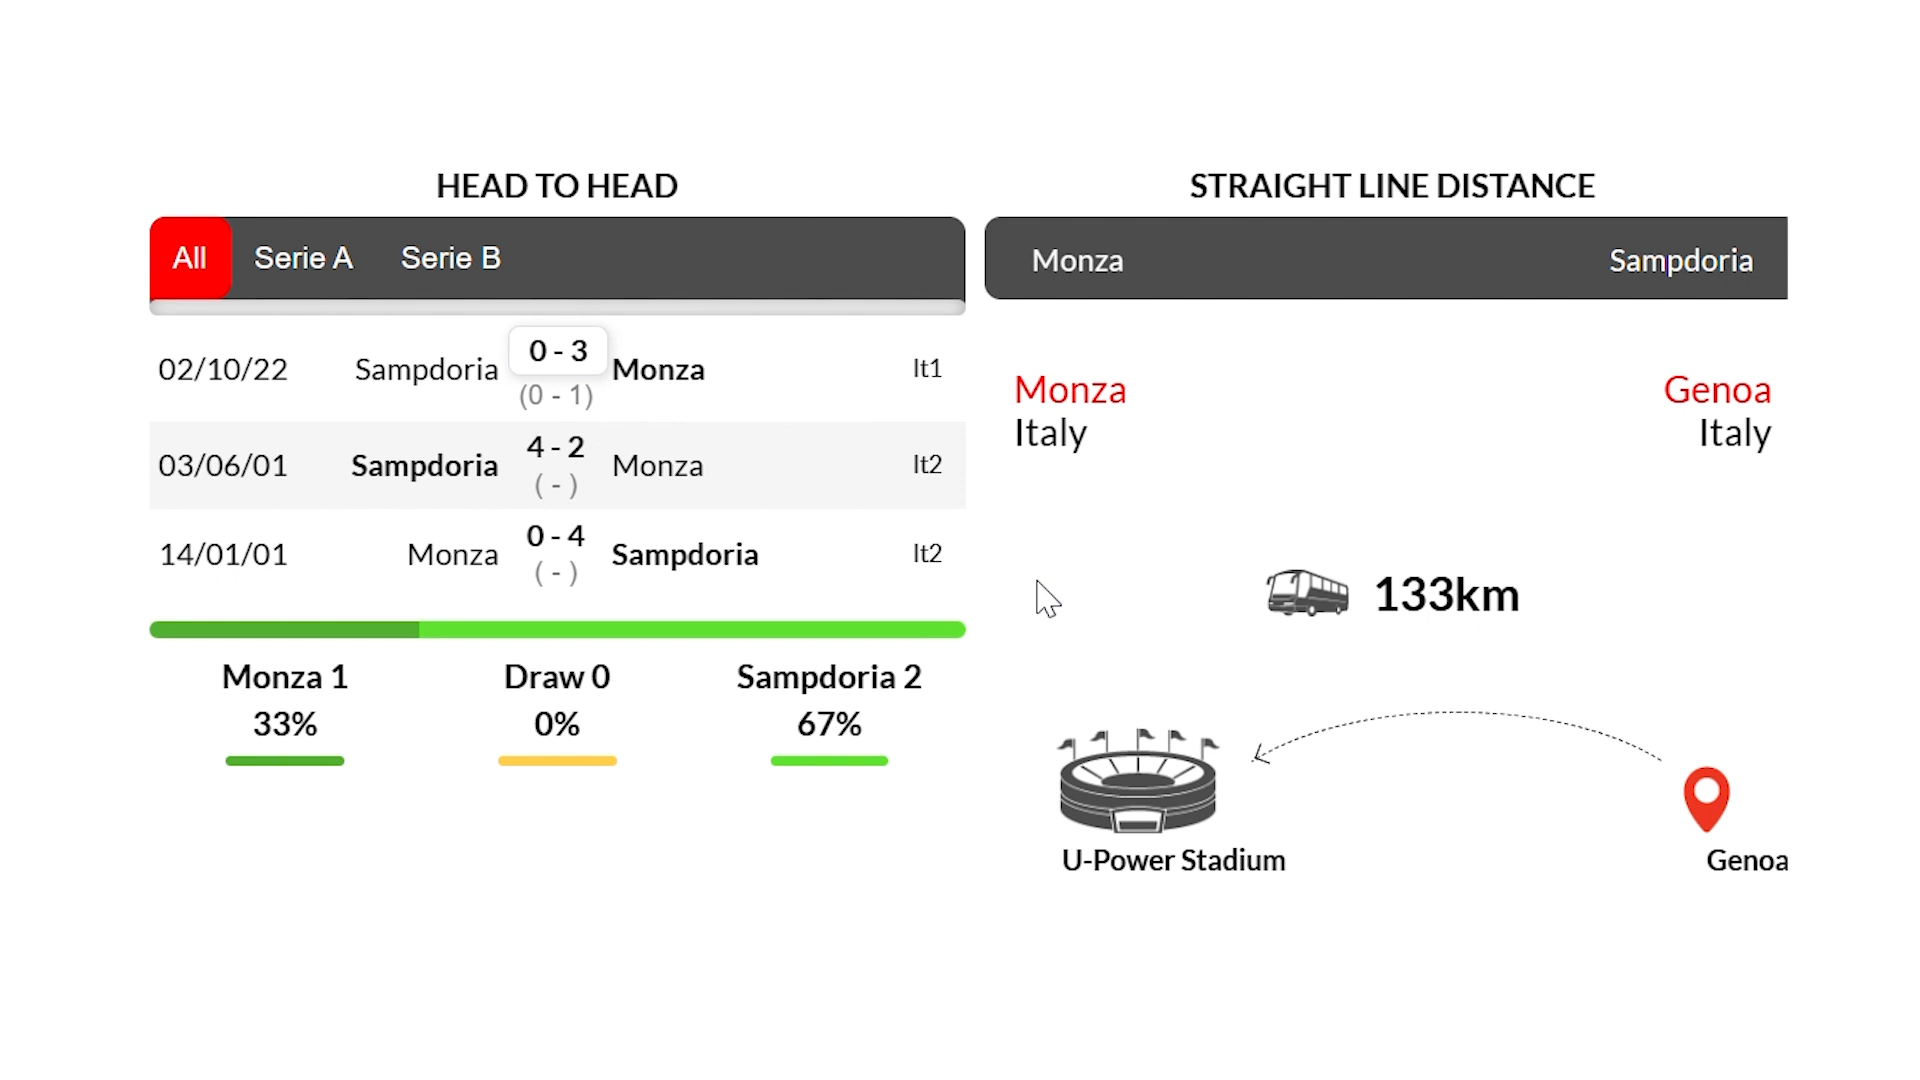 HEAD TO HEAD
All Serie A Serie B
02/10/22 Sampdoria 0 - 3 Monza It1
(0 - 1)
03/06/01 Sampdoria 4 - 2 Monza It2
( - )
14/01/01 Monza 0 - 4 Sampdoria It2
( - )
Monza 1 Draw 0 Sampdoria 2
33% 0% 67%
STRAIGHT LINE DISTANCE
Monza Sampdoria
Monza Genoa
Italy Italy
133km
U-Power Stadium Genoa